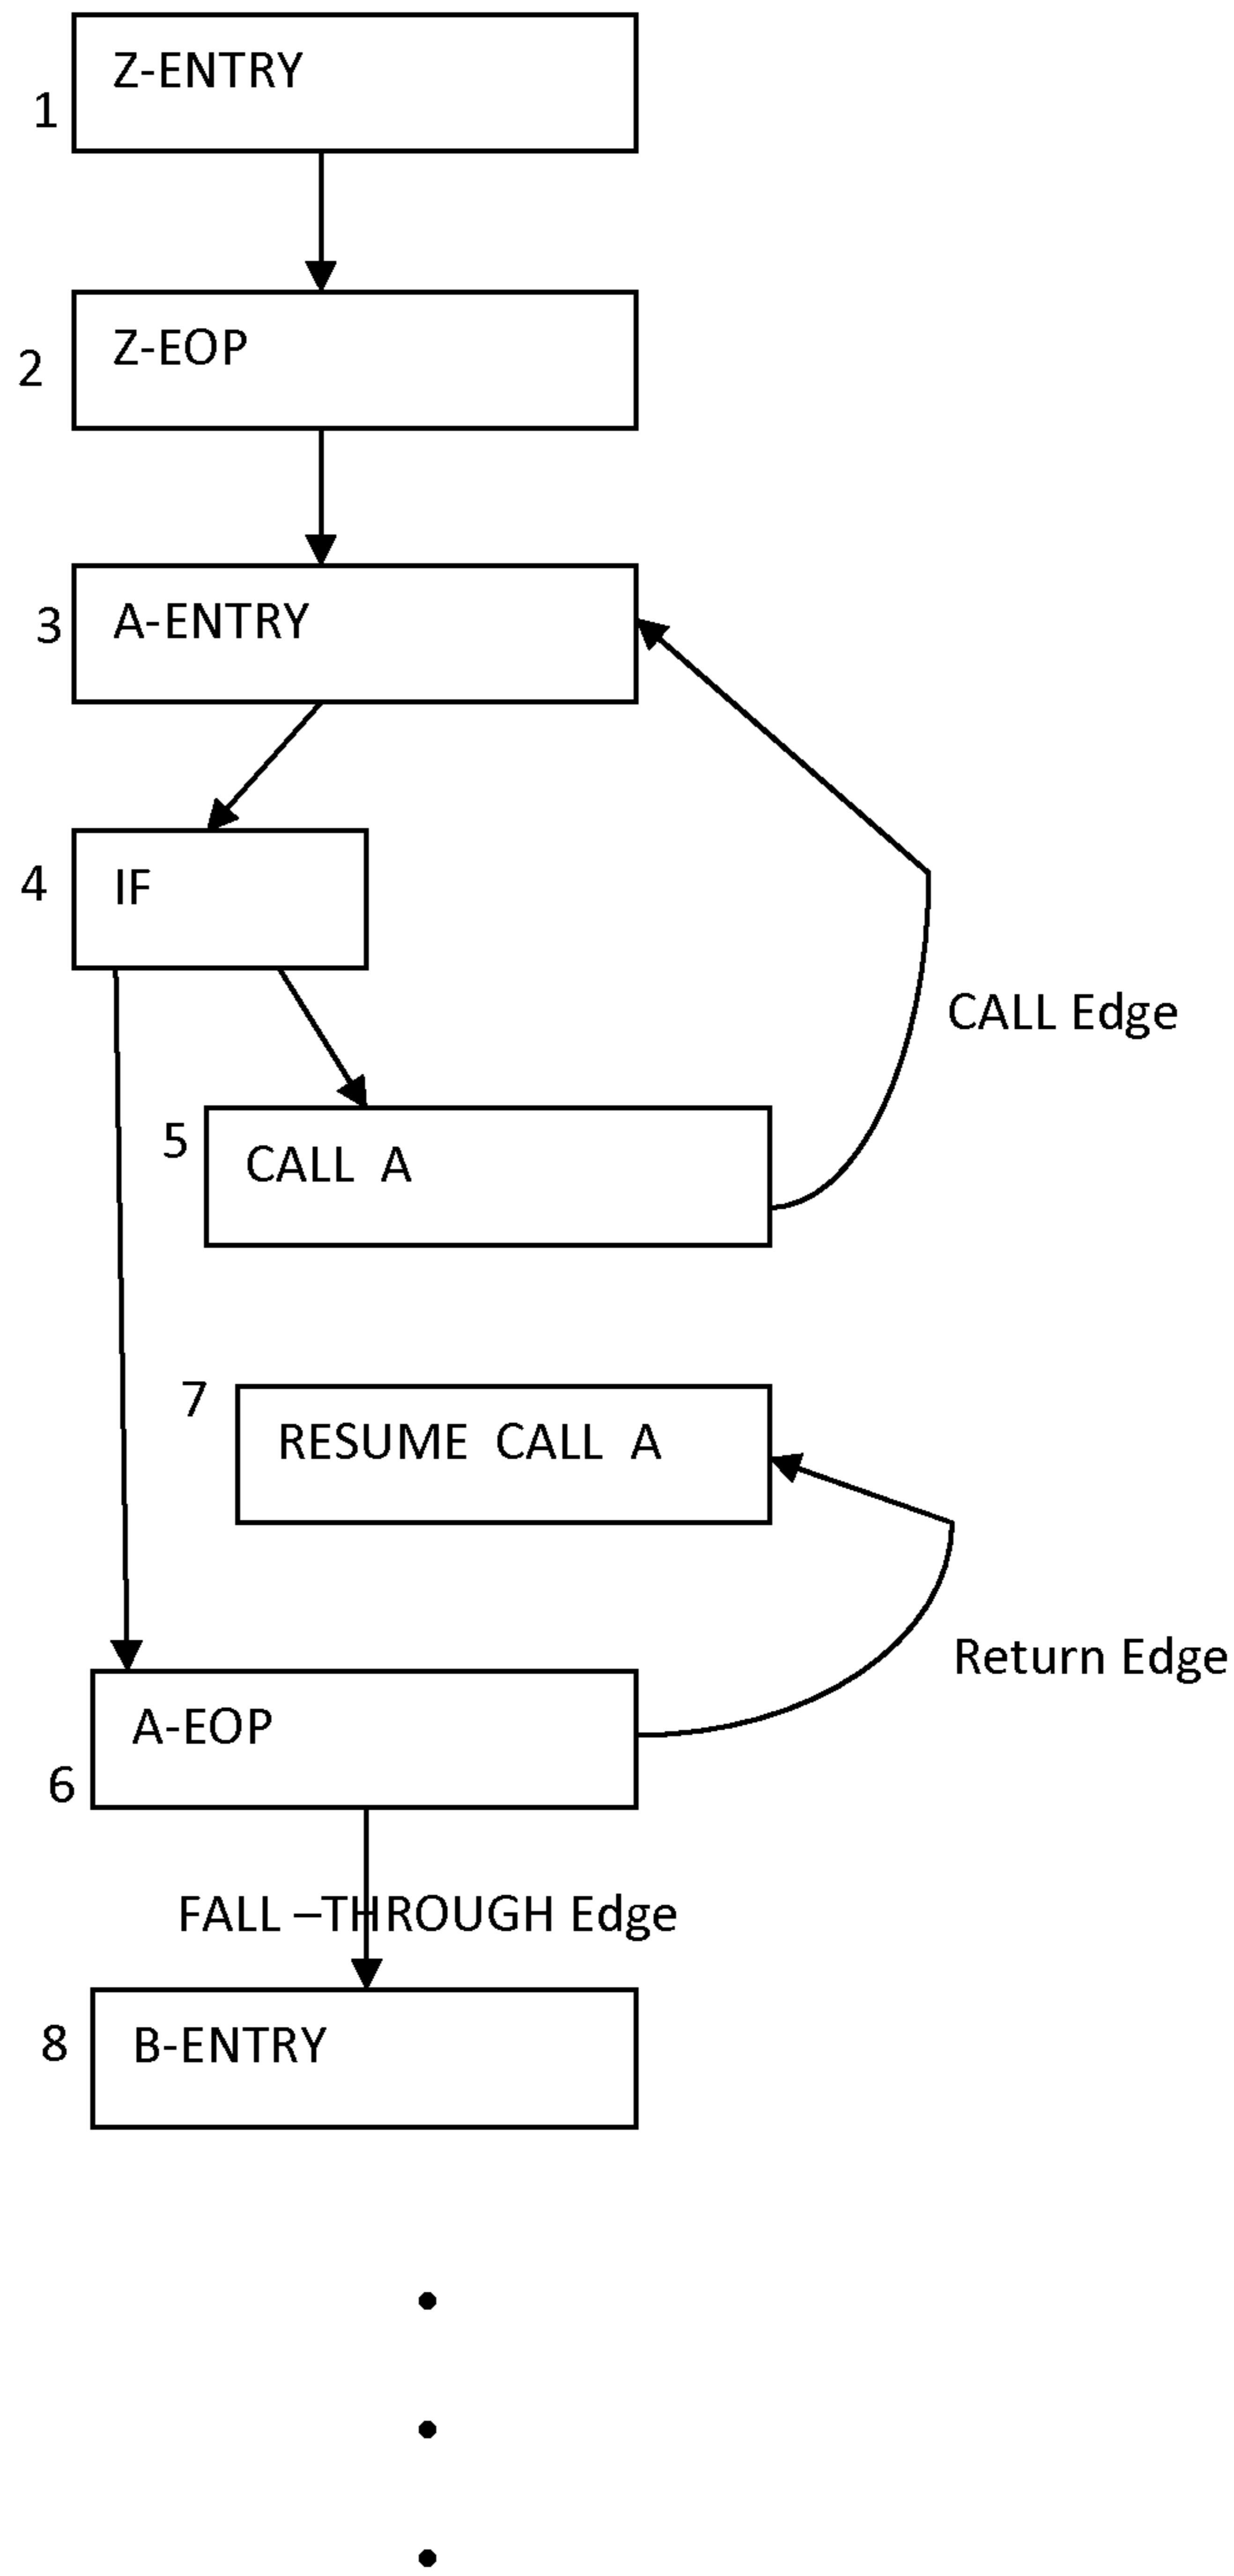 Z-ENTRY
1
Z-EOP
2
A-ENTRY
3
IF
4
CALL Edge
5
CALL A
7
RESUME CALL A
Return Edge
A-EOP
6
FALL –THROUGH Edge
8
B-ENTRY